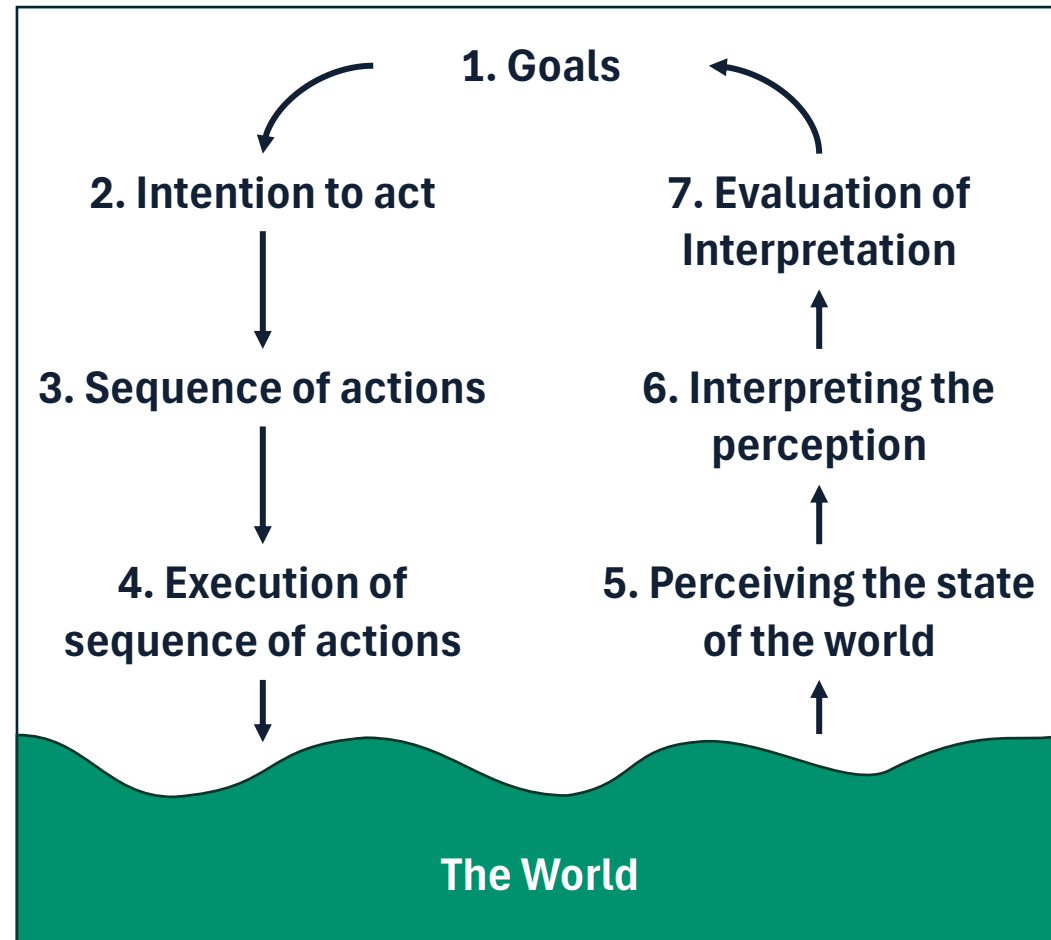 1. Goals
2. Intention to act
3. Sequence of actions
4. Execution of
sequence of actions
5. Perceiving the state
of the world
6. Interpreting the
perception
7. Evaluation of
Interpretation
The World